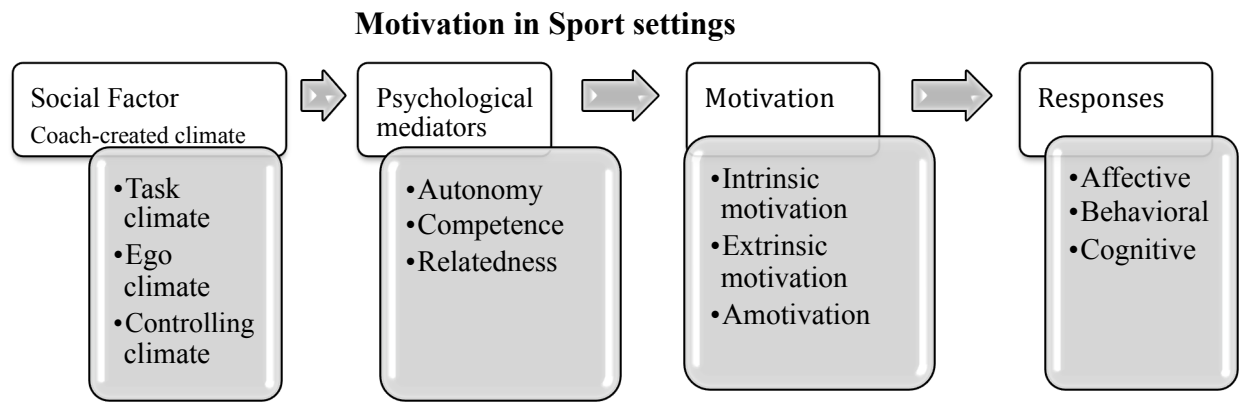 Motivation in Sport settings
Social Factor
Coach-created climate
•Task
climate
•Ego
climate
•Controlling
climate
Psychological
mediators
•Autonomy
•Competence
•Relatedness
Motivation
•Intrinsic
motivation
•Extrinsic
motivation
•Amotivation
Responses
•Affective
•Behavioral
•Cognitive